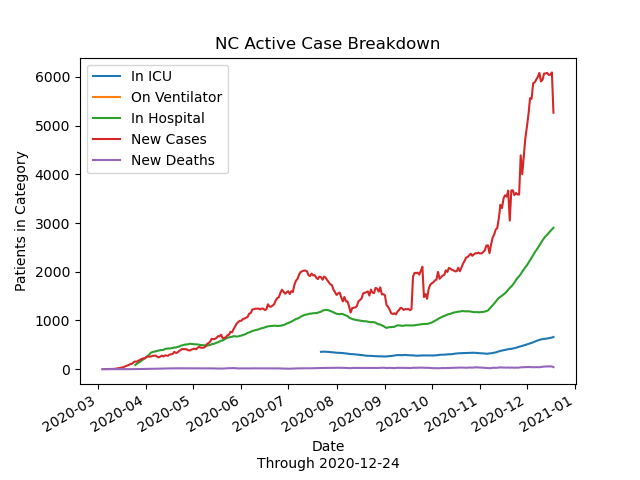 NC Active Case Breakdown
In ICU
On Ventilator
In Hospital
New Cases
New Deaths
Patients in Category
6000
5000
4000
3000
2000
1000
0
2020-03
2020-04
2020-05
2020-06
2020-07
2020-08
2020-09
2020-10
2020-11
2020-12
2021-01
Date
Through 2020-12-24